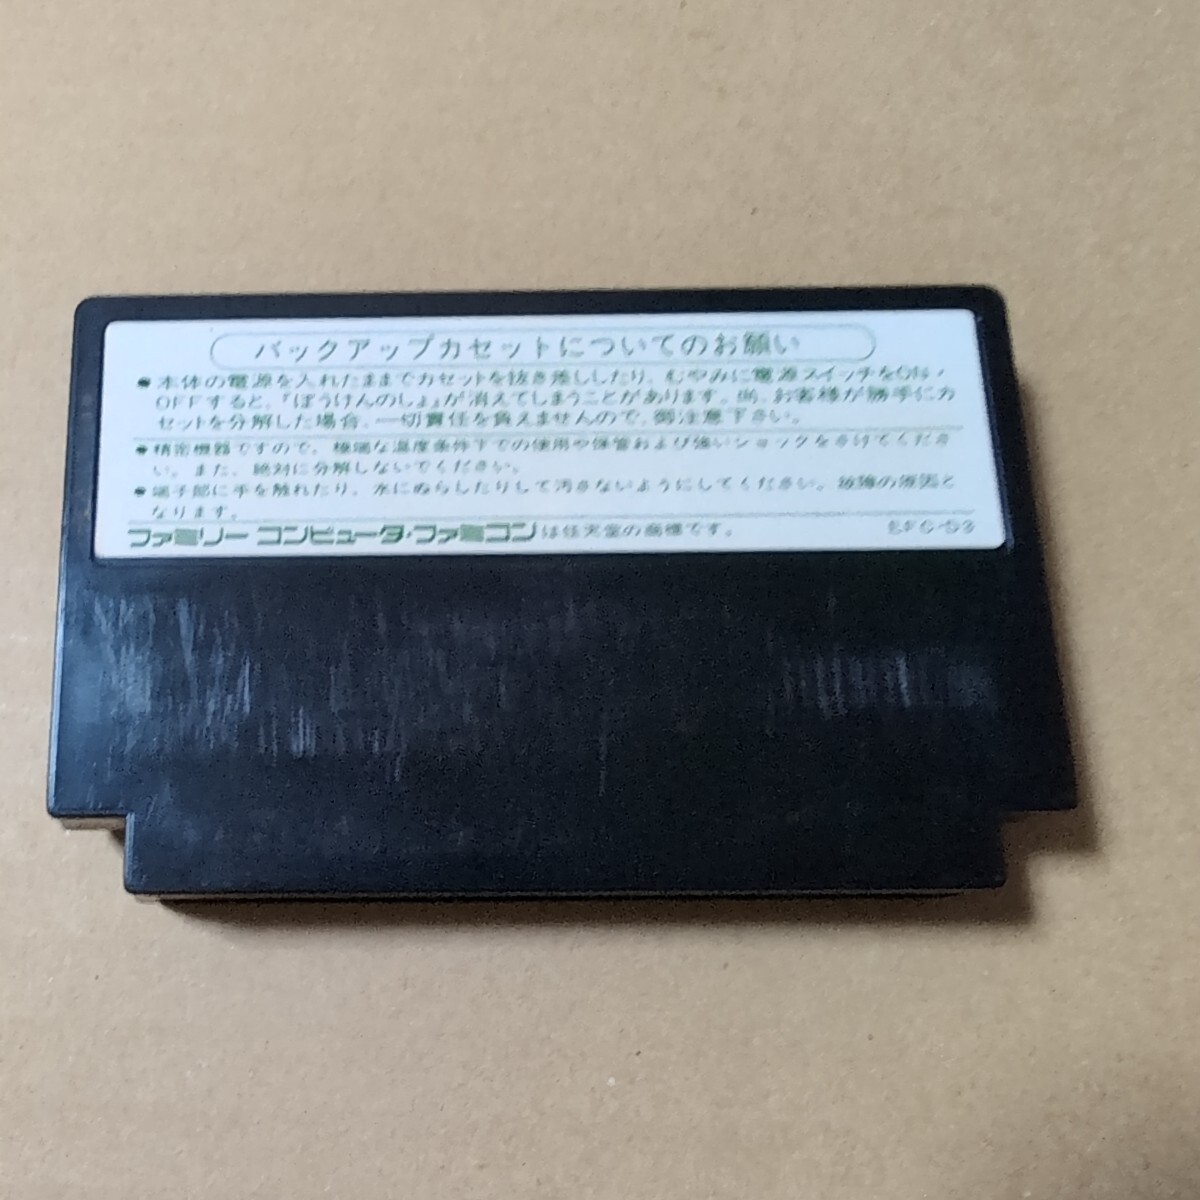 バックアップカセットについてのお願い
●本体の電源を入れたままでカセットを抜き差ししたり、むやみに電源スイッチをON・
OFFすると、『ぼうけんのしょ』が消えてしまうことがあります。尚、お客様が勝手にカ
セットを分解した場合、一切責任を負えませんので、御注意下さい。
●精密機器ですので、極端な温度条件下での使用や保管および強いショックをさけてくださ
い。また、絶対に分解しないでください。
●端子部に手を触れたり、水にぬらしたりして汚さないようにしてください。故障の原因と
なります。
ファミリー コンピュータ・ファミコンは任天堂の商標です。 EFC-D3